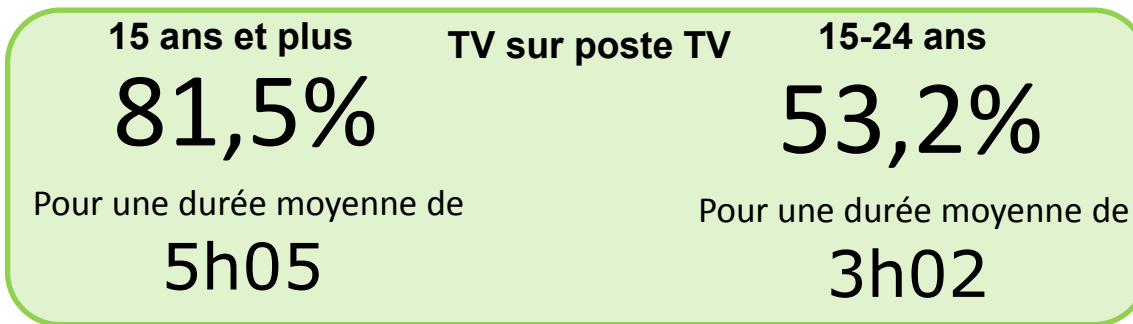 15 ans et plus
81,5%
Pour une durée moyenne de
5h05
TV sur poste TV
15-24 ans
53,2%
Pour une durée moyenne de
3h02